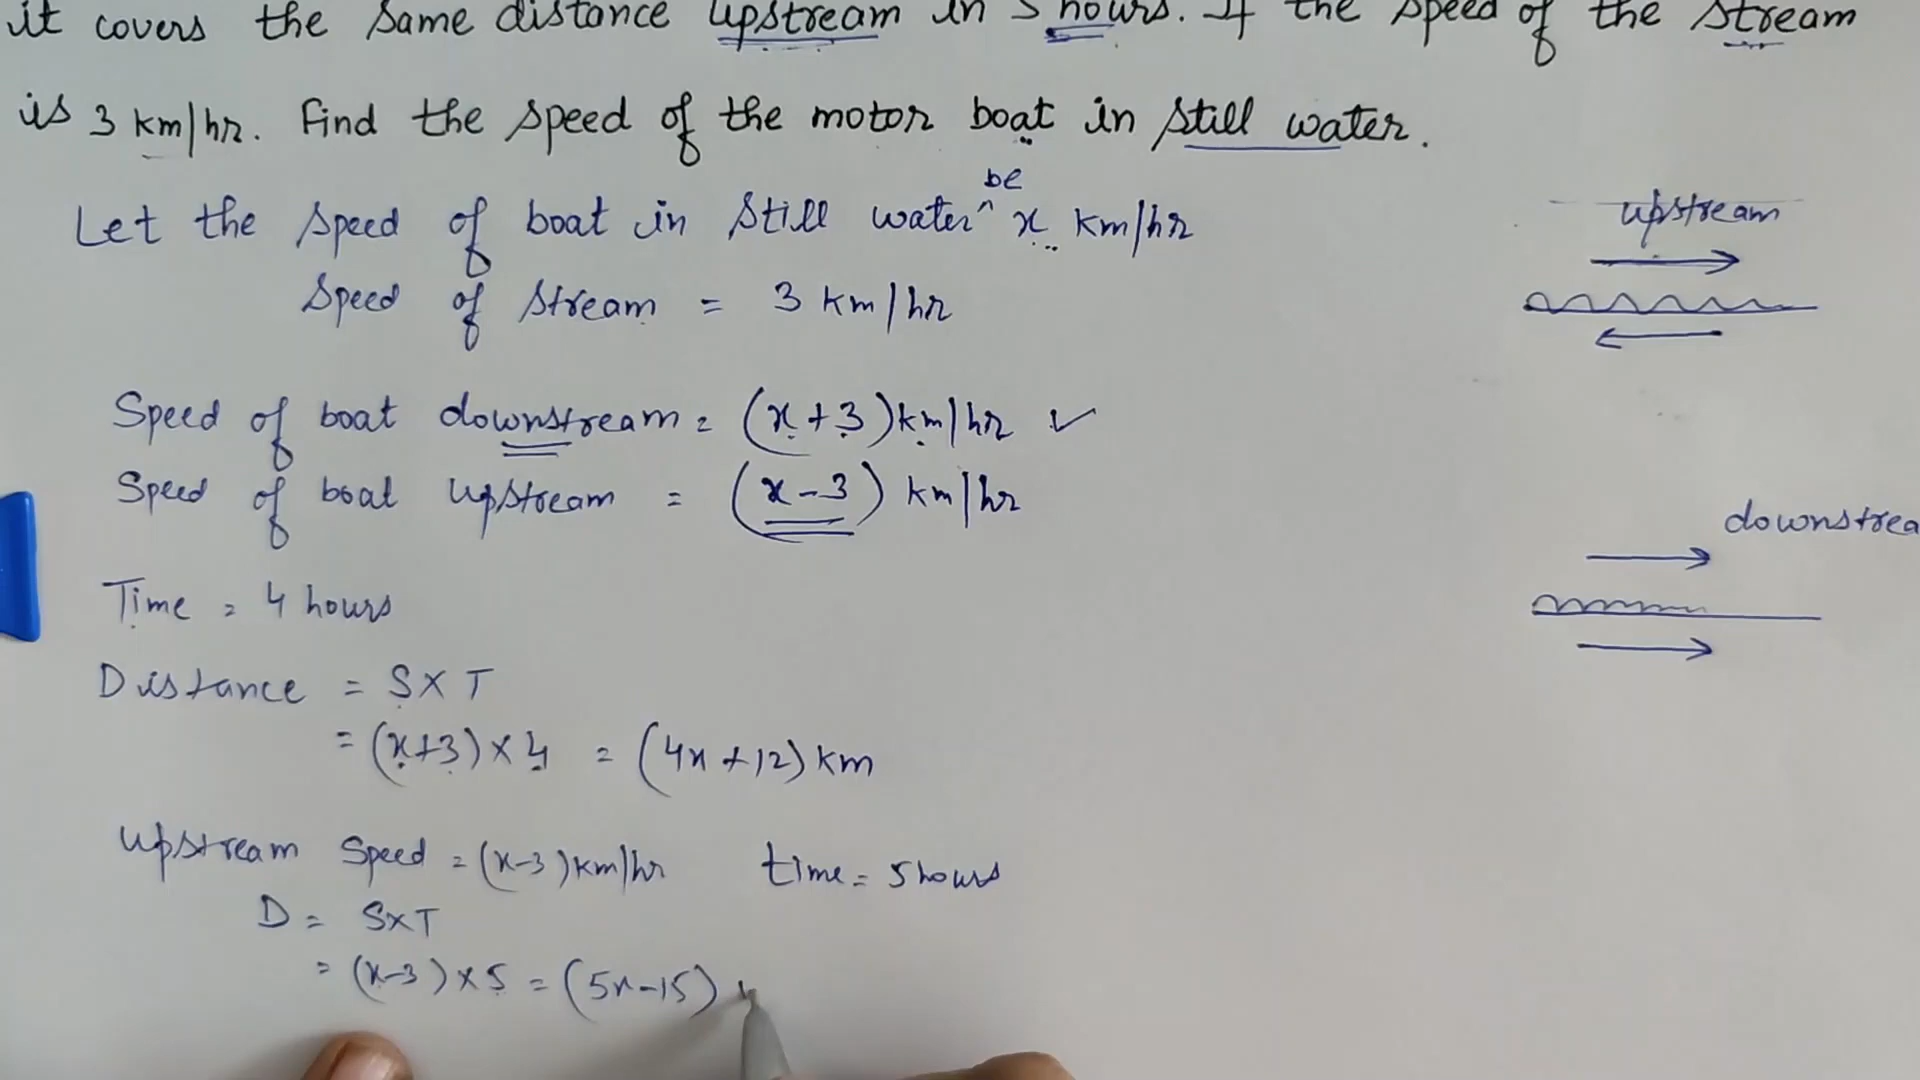 it covers the same distance upstream in 5 hours. If the speed of the stream
is 3 km/hr. Find the speed of the motor boat in still water.
be
Let the speed of boat in still water ^ x km/hr
Speed of stream = 3 km/hr
upstream
Speed of boat downstream = (x+3) km/hr ✓
Speed of boat upstream = (x-3) km/hr
downstrea
Time = 4 hours
Distance = S×T
= (x+3) × 4 = (4x+12) km
upstream speed = (x-3) km/hr time = 5 hours
D = S×T
= (x-3) × 5 = (5x-15)